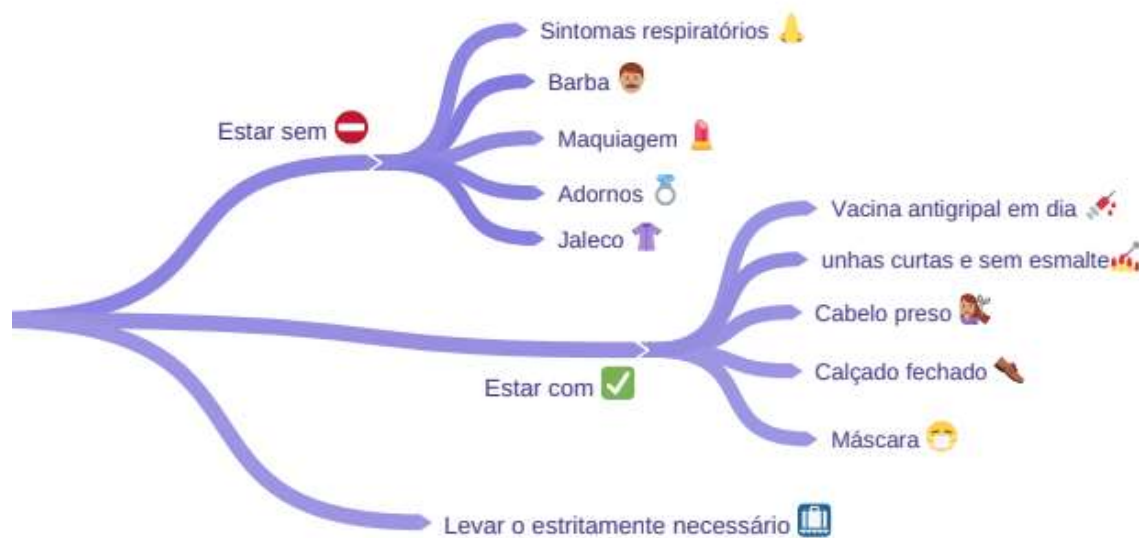 Sintomas respiratórios
Barba
Estar sem
Maquiagem
Adornos
Jaleco
Vacina antigripal em dia
unhas curtas e sem esmalte
Cabelo preso
Calçado fechado
Estar com
Máscara
Levar o estritamente necessário